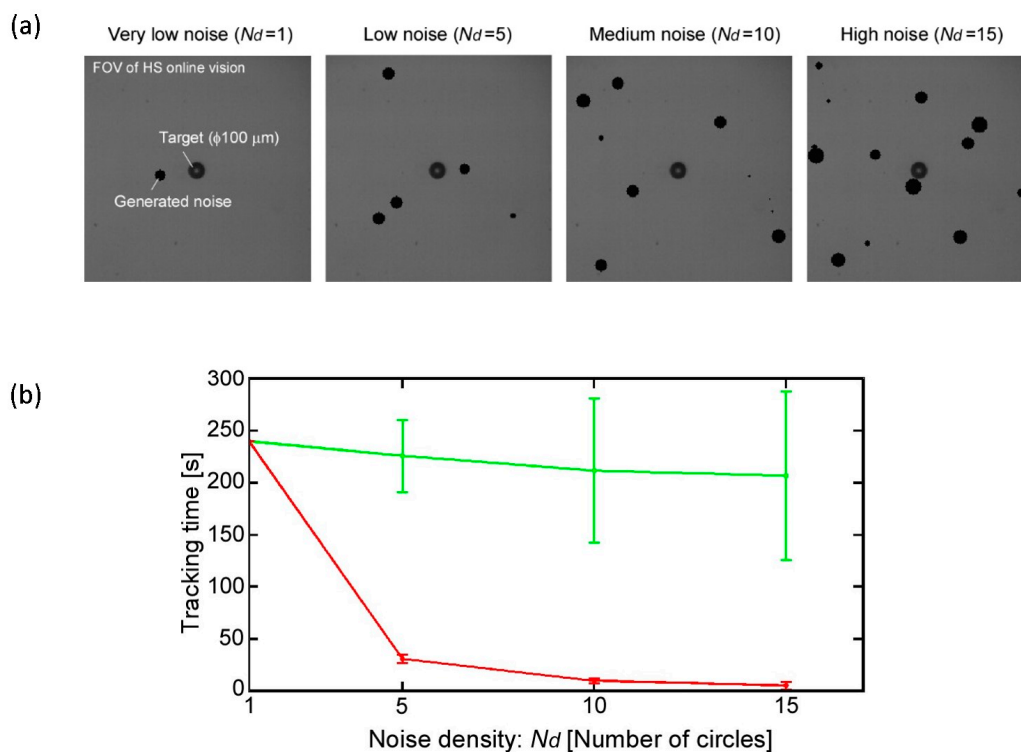 (a)
Very low noise (Nd=1)
Low noise (Nd=5)
Medium noise (Nd=10)
High noise (Nd=15)
FOV of HS online vision
Target (ϕ100 μm)
Generated noise
(b)
300
250
200
150
100
50
0
Tracking time [s]
1
5
10
15
Noise density: Nd [Number of circles]